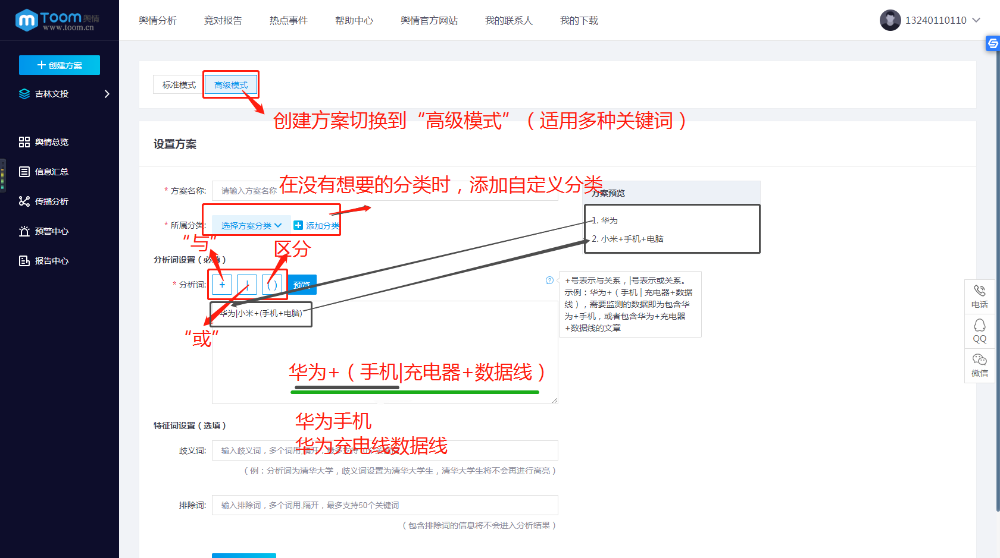 Toom舆情
www.toom.cn
舆情分析
竞对报告
热点事件
帮助中心
舆情官方网站
我的联系人
我的下载
13240110110
+ 创建方案
吉林文投
舆情总览
信息汇总
传播分析
预警中心
报告中心
标准模式
高级模式
创建方案切换到“高级模式”（适用多种关键词）
设置方案
* 方案名称:
请输入方案名称
在没有想要的分类时，添加自定义分类
方案预览
1. 华为
2. 小米+手机+电脑
* 所属分类:
选择方案分类
添加分类
“与”
区分
分析词设置（必填）
* 分析词:
+
|
( )
预览
+号表示与关系，|号表示或关系。
示例：华为+（手机 | 充电器+数据
线），需要监测的数据即为包含华
为+手机，或者包含华为+充电器
+数据线的文章
华为|小米+(手机+电脑)
“或”
华为+（手机|充电器+数据线）
华为手机
华为充电线数据线
特征词设置（选填）
歧义词:
输入歧义词，多个词用,隔开，最多支持
（例：分析词为清华大学，歧义词设置为清华大学生，清华大学生将不会再进行高亮）
排除词:
输入排除词，多个词用,隔开，最多支持50个关键词
（包含排除词的信息将不会进入分析结果）
电话
QQ
微信